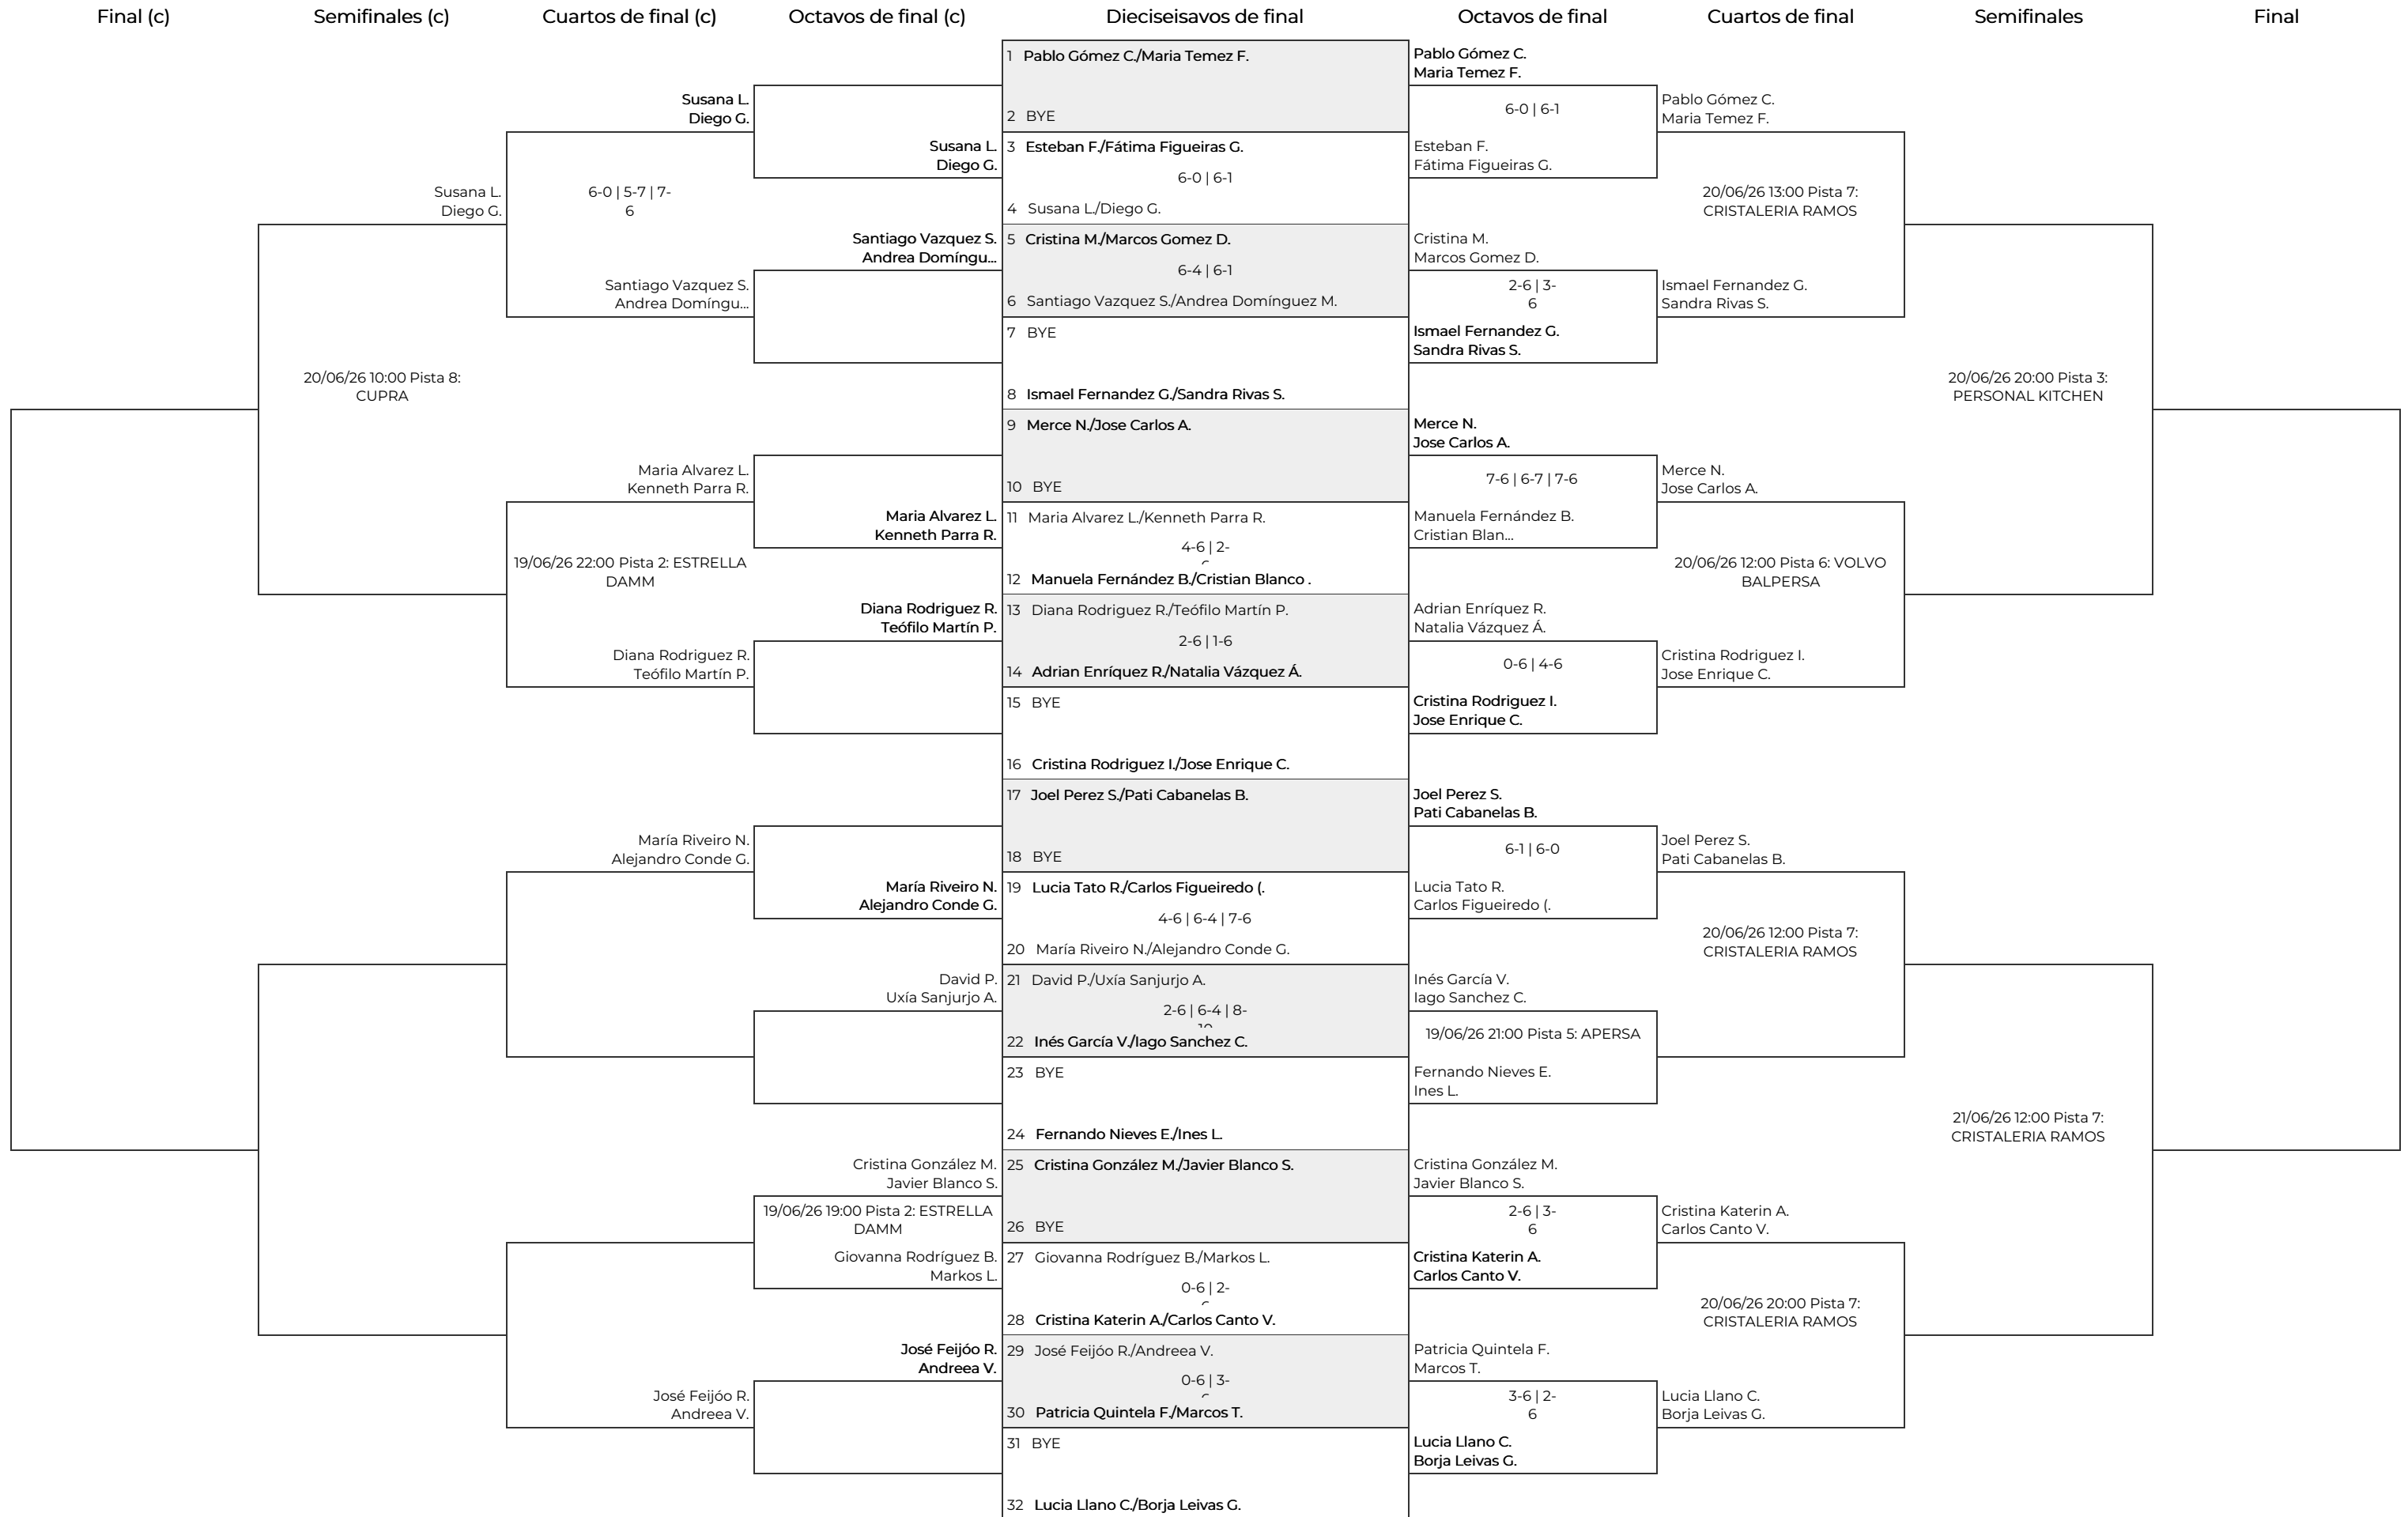 Final (c)
Semifinales (c)
Cuartos de final (c)
Octavos de final (c)
Dieciseisavos de final
Octavos de final
Cuartos de final
Semifinales
Final
20/06/26 10:00 Pista 8:
CUPRA
Susana L.
Diego G.
Susana L.
Diego G.
6-0 | 5-7 | 7-
6
Santiago Vazquez S.
Andrea Domíngu...
Maria Alvarez L.
Kenneth Parra R.
19/06/26 22:00 Pista 2: ESTRELLA
DAMM
Diana Rodriguez R.
Teófilo Martín P.
María Riveiro N.
Alejandro Conde G.
José Feijóo R.
Andreea V.
Susana L.
Diego G.
Santiago Vazquez S.
Andrea Domíngu...
Maria Alvarez L.
Kenneth Parra R.
Diana Rodriguez R.
Teófilo Martín P.
María Riveiro N.
Alejandro Conde G.
David P.
Uxía Sanjurjo A.
Cristina González M.
Javier Blanco S.
19/06/26 19:00 Pista 2: ESTRELLA
DAMM
Giovanna Rodríguez B.
Markos L.
José Feijóo R.
Andreea V.
1 Pablo Gómez C./Maria Temez F.
2 BYE
3 Esteban F./Fátima Figueiras G.
6-0 | 6-1
4 Susana L./Diego G.
5 Cristina M./Marcos Gomez D.
6-4 | 6-1
6 Santiago Vazquez S./Andrea Domínguez M.
7 BYE
8 Ismael Fernandez G./Sandra Rivas S.
9 Merce N./Jose Carlos A.
10 BYE
11 Maria Alvarez L./Kenneth Parra R.
4-6 | 2-
12 Manuela Fernández B./Cristian Blanco .
13 Diana Rodriguez R./Teófilo Martín P.
2-6 | 1-6
14 Adrian Enríquez R./Natalia Vázquez Á.
15 BYE
16 Cristina Rodriguez I./Jose Enrique C.
17 Joel Perez S./Pati Cabanelas B.
18 BYE
19 Lucia Tato R./Carlos Figueiredo (.
4-6 | 6-4 | 7-6
20 María Riveiro N./Alejandro Conde G.
21 David P./Uxía Sanjurjo A.
2-6 | 6-4 | 8-
22 Inés García V./Iago Sanchez C.
23 BYE
24 Fernando Nieves E./Ines L.
25 Cristina González M./Javier Blanco S.
26 BYE
27 Giovanna Rodríguez B./Markos L.
0-6 | 2-
28 Cristina Katerin A./Carlos Canto V.
29 José Feijóo R./Andreea V.
0-6 | 3-
30 Patricia Quintela F./Marcos T.
31 BYE
32 Lucia Llano C./Borja Leivas G.
Pablo Gómez C.
Maria Temez F.
6-0 | 6-1
Esteban F.
Fátima Figueiras G.
Cristina M.
Marcos Gomez D.
2-6 | 3-
6
Ismael Fernandez G.
Sandra Rivas S.
Merce N.
Jose Carlos A.
7-6 | 6-7 | 7-6
Manuela Fernández B.
Cristian Blan...
Adrian Enríquez R.
Natalia Vázquez Á.
0-6 | 4-6
Cristina Rodriguez I.
Jose Enrique C.
Joel Perez S.
Pati Cabanelas B.
6-1 | 6-0
Lucia Tato R.
Carlos Figueiredo (.
Inés García V.
Iago Sanchez C.
19/06/26 21:00 Pista 5: APERSA
Fernando Nieves E.
Ines L.
Cristina González M.
Javier Blanco S.
2-6 | 3-
6
Cristina Katerin A.
Carlos Canto V.
Patricia Quintela F.
Marcos T.
3-6 | 2-
6
Lucia Llano C.
Borja Leivas G.
Pablo Gómez C.
Maria Temez F.
20/06/26 13:00 Pista 7:
CRISTALERIA RAMOS
Ismael Fernandez G.
Sandra Rivas S.
Merce N.
Jose Carlos A.
20/06/26 12:00 Pista 6: VOLVO
BALPERSA
Cristina Rodriguez I.
Jose Enrique C.
Joel Perez S.
Pati Cabanelas B.
20/06/26 12:00 Pista 7:
CRISTALERIA RAMOS
Cristina Katerin A.
Carlos Canto V.
20/06/26 20:00 Pista 7:
CRISTALERIA RAMOS
Lucia Llano C.
Borja Leivas G.
20/06/26 20:00 Pista 3:
PERSONAL KITCHEN
21/06/26 12:00 Pista 7:
CRISTALERIA RAMOS